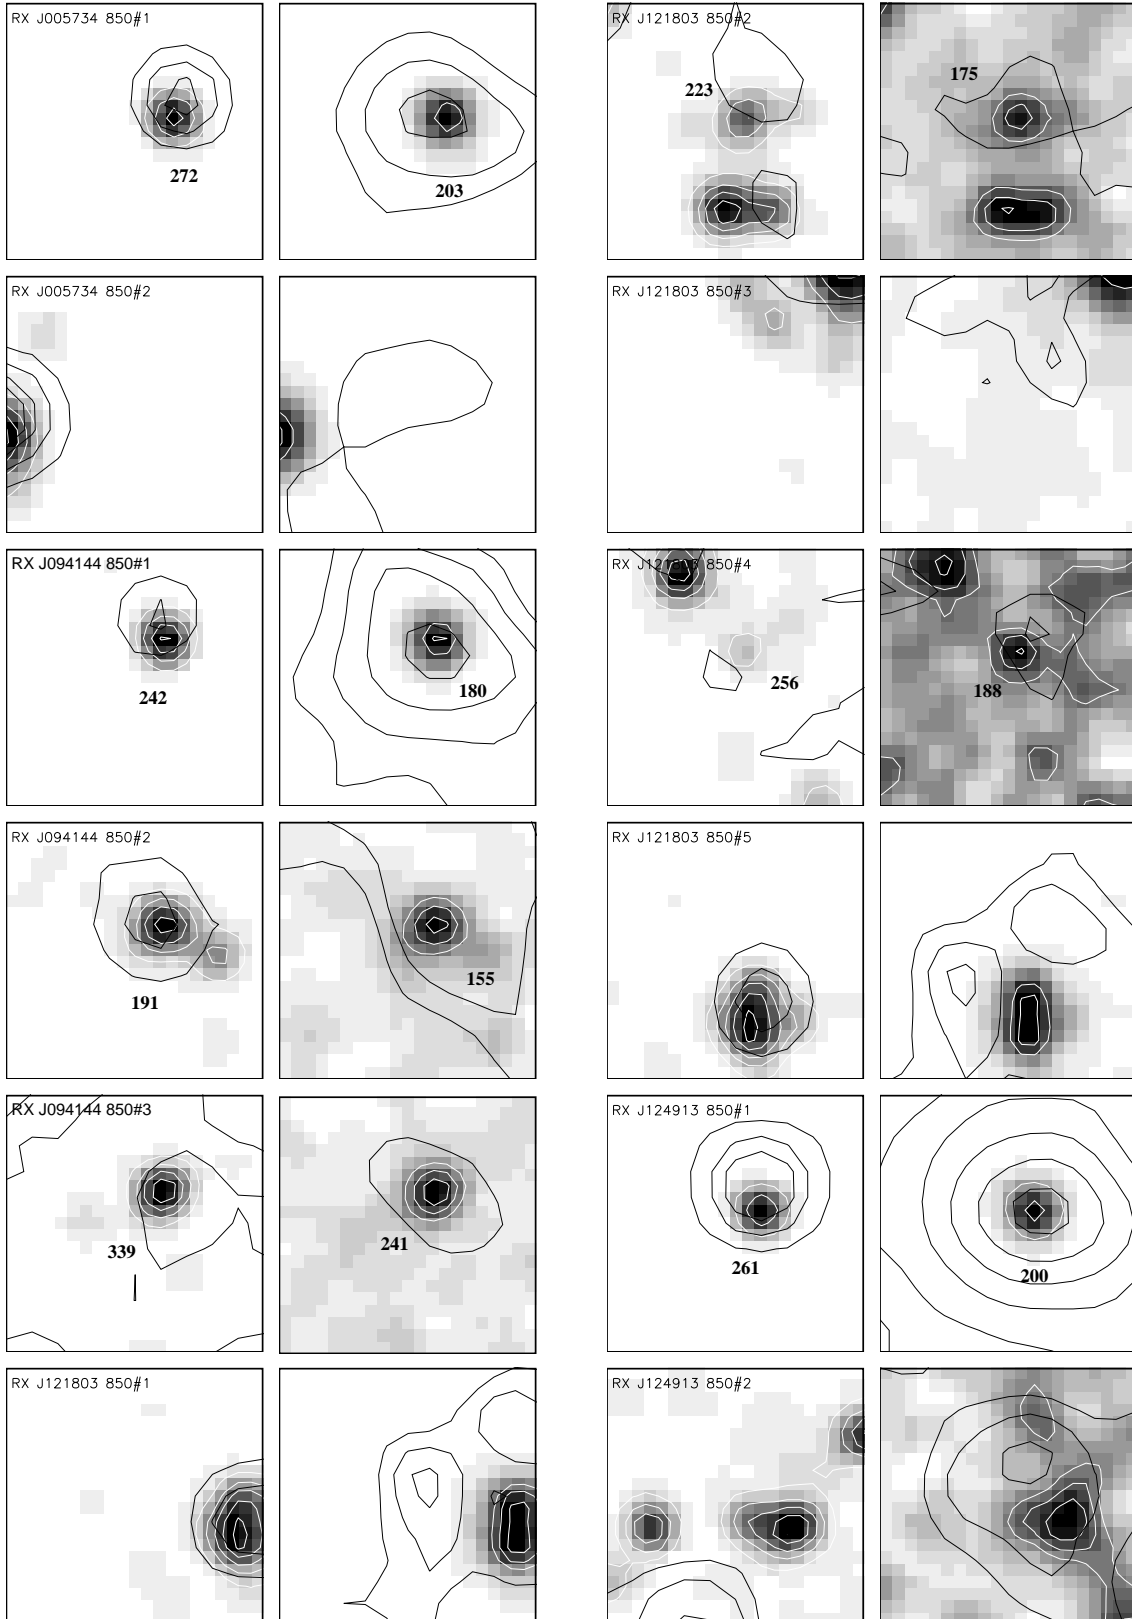 RX J005734 850#1
272
203
RX J121803 850#2
223
175
RX J005734 850#2
RX J121803 850#3
RX J094144 850#1
242
180
RX J121803 850#4
256
188
RX J094144 850#2
191
155
RX J121803 850#5
RX J094144 850#3
339
241
RX J124913 850#1
261
200
RX J121803 850#1
RX J124913 850#2